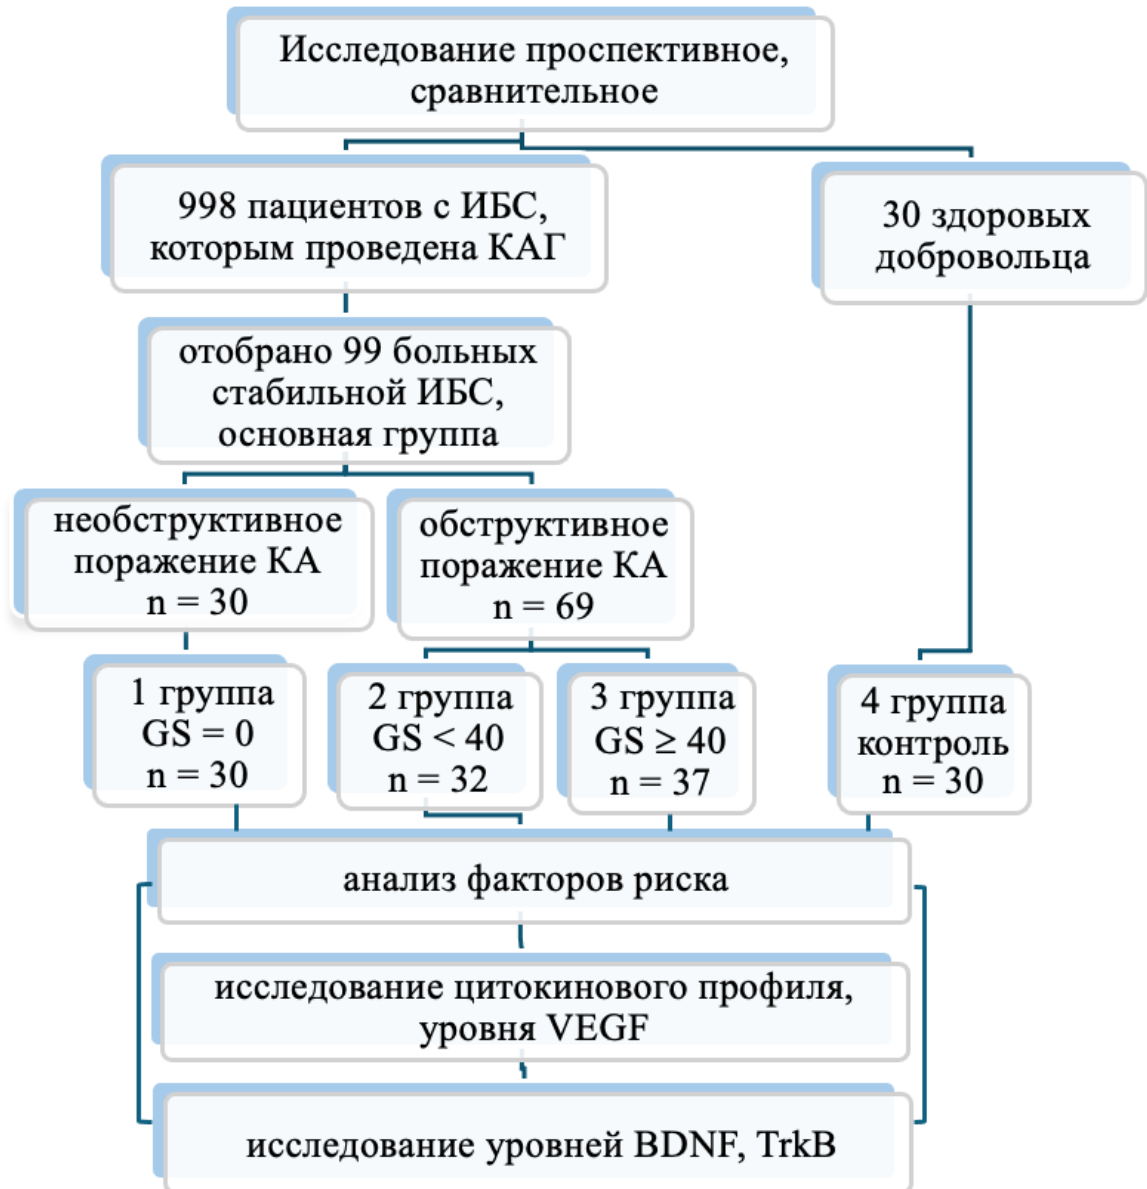 Исследование проспективное,
сравнительное
998 пациентов с ИБС,
которым проведена КАГ
30 здоровых
добровольца
отобрано 99 больных
стабильной ИБС,
основная группа
необструктивное
поражение КА
n = 30
обструктивное
поражение КА
n = 69
1 группа
GS = 0
n = 30
2 группа
GS < 40
n = 32
3 группа
GS ≥ 40
n = 37
4 группа
контроль
n = 30
анализ факторов риска
исследование цитокинового профиля,
уровня VEGF
исследование уровней BDNF, TrkB